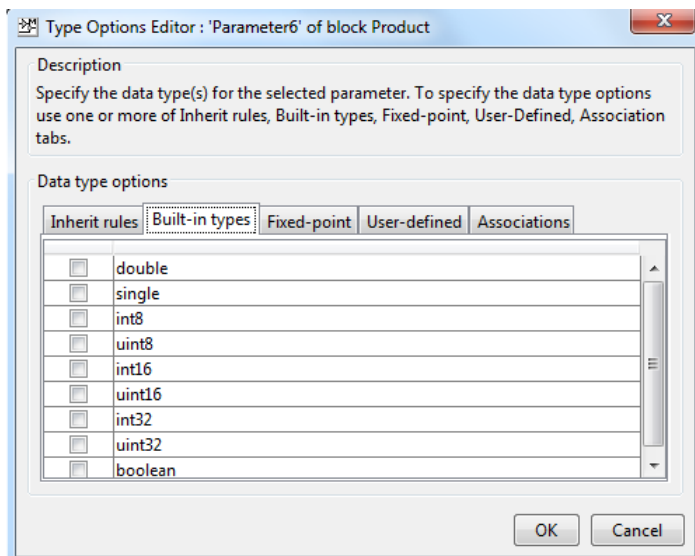 Type Options Editor : 'Parameter6' of block Product
Description
Specify the data type(s) for the selected parameter. To specify the data type options
use one or more of Inherit rules, Built-in types, Fixed-point, User-Defined, Association
tabs.
Data type options
Inherit rules Built-in types Fixed-point User-defined Associations
double
single
int8
uint8
int16
uint16
int32
uint32
boolean
OK Cancel